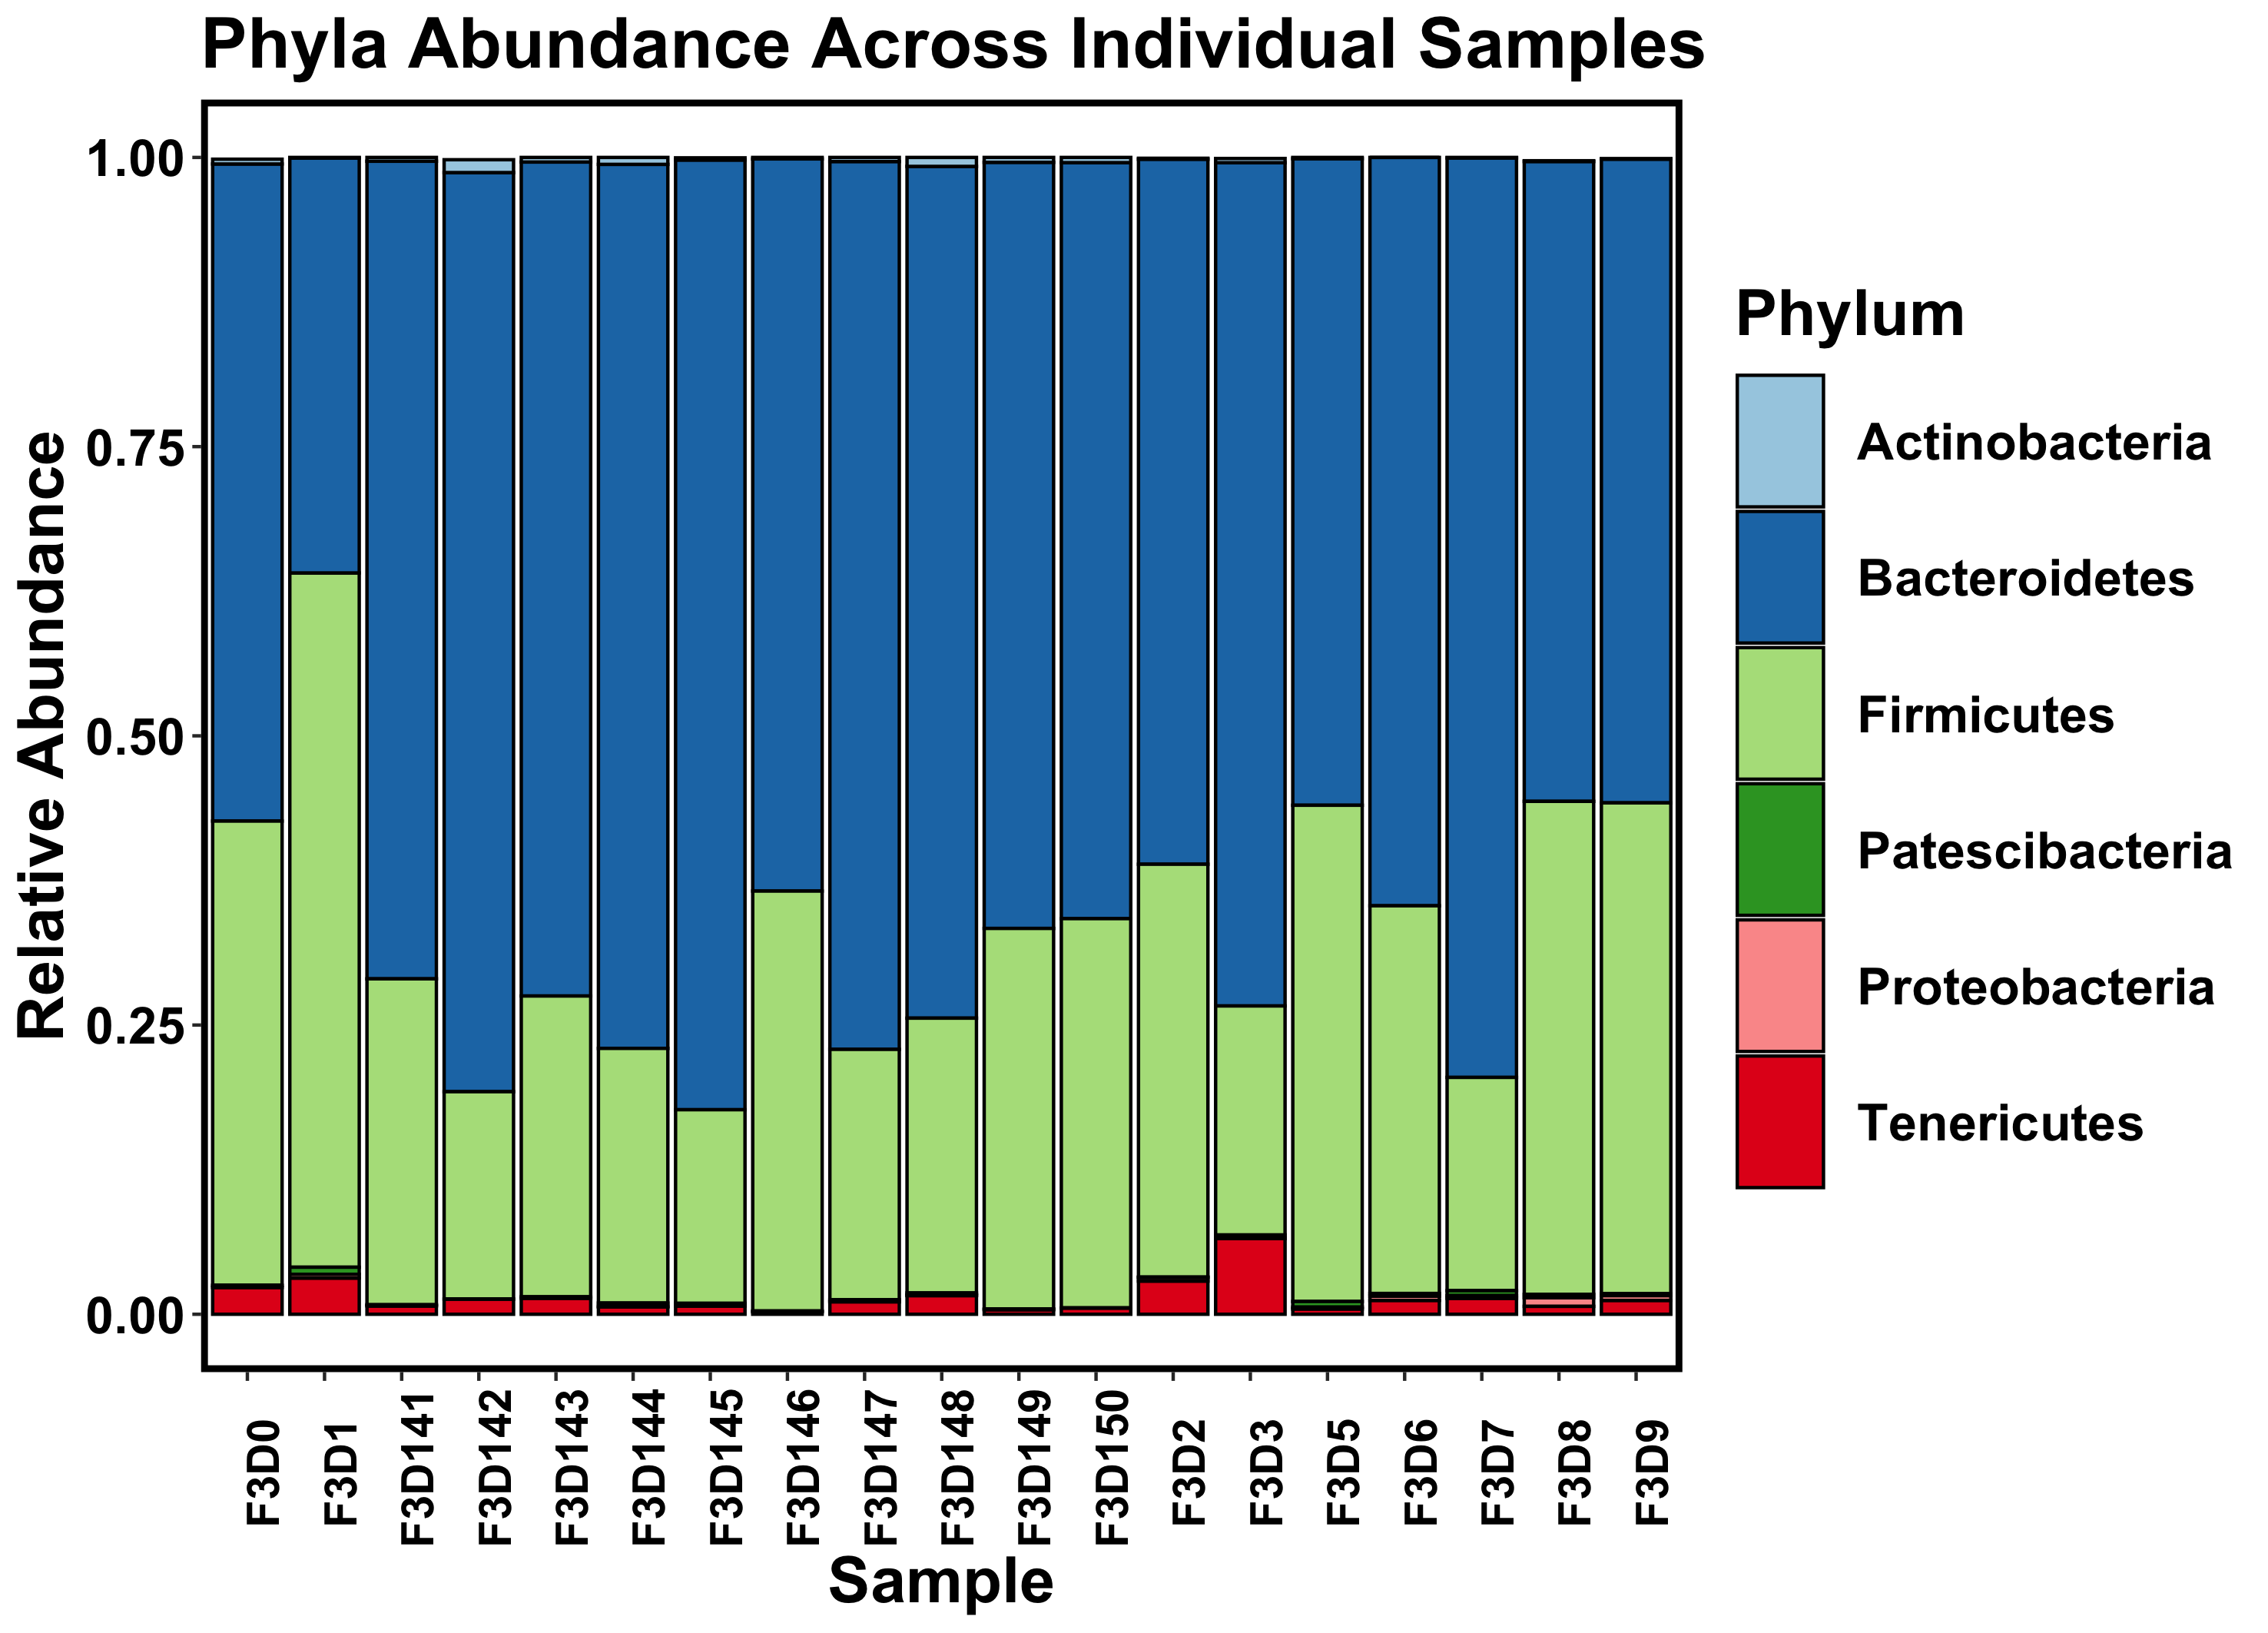 Phyla Abundance Across Individual Samples
Relative Abundance
1.00
0.75
0.50
0.25
0.00
F3D0
F3D1
F3D141
F3D142
F3D143
F3D144
F3D145
F3D146
F3D147
F3D148
F3D149
F3D150
F3D2
F3D3
F3D5
F3D6
F3D7
F3D8
F3D9
Sample
Phylum
Actinobacteria
Bacteroidetes
Firmicutes
Patescibacteria
Proteobacteria
Tenericutes